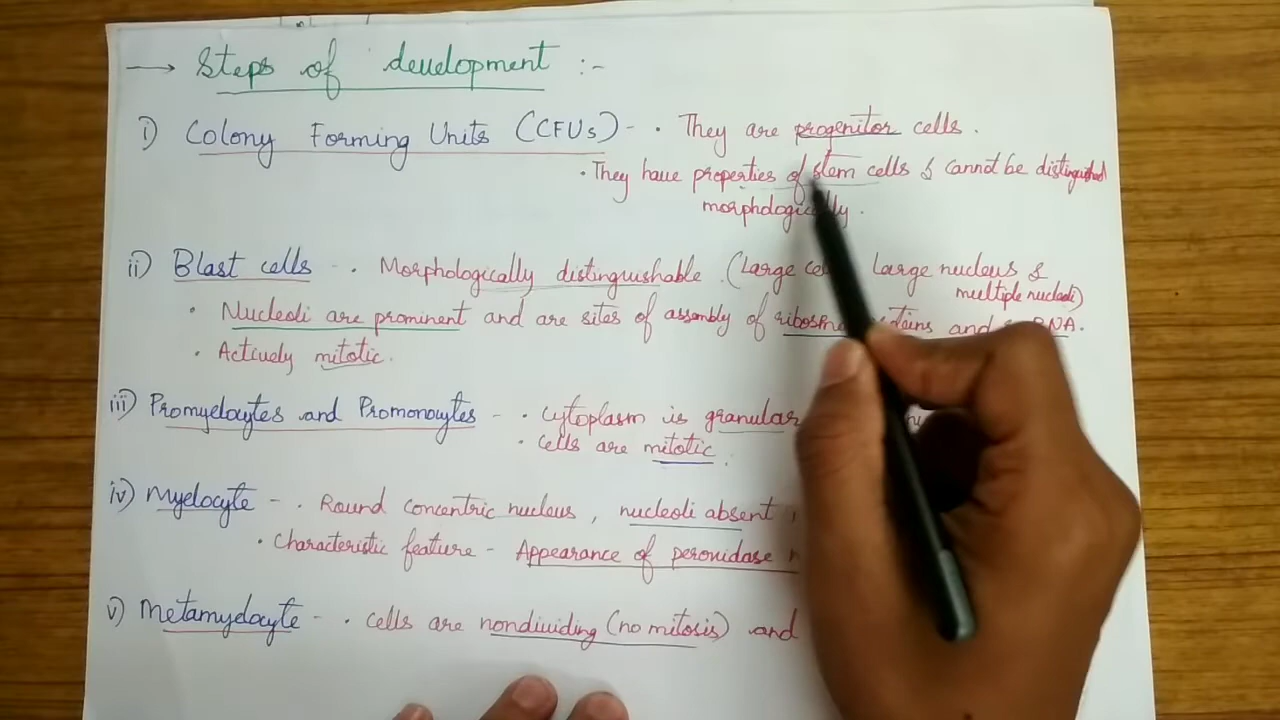 → Steps of development :-
i) Colony Forming Units (CFUs) - • They are progenitor cells.
• They have properties of stem cells & cannot be distinguished
morphologically.
ii) Blast cells - • Morphologically distinguishable (Large large nucleus &
multiple nucleoli)
• Nucleoli are prominent and are sites of assembly of and
• Actively mitotic.
iii) Promyelocytes and Promonocytes - • Cytoplasm is granular
• Cells are mitotic.
iv) Myelocyte - • Round concentric nucleus, nucleoli absent
• Characteristic feature - Appearance of peroxidase
v) Metamyelocyte - • cells are nondividing (no mitosis) and